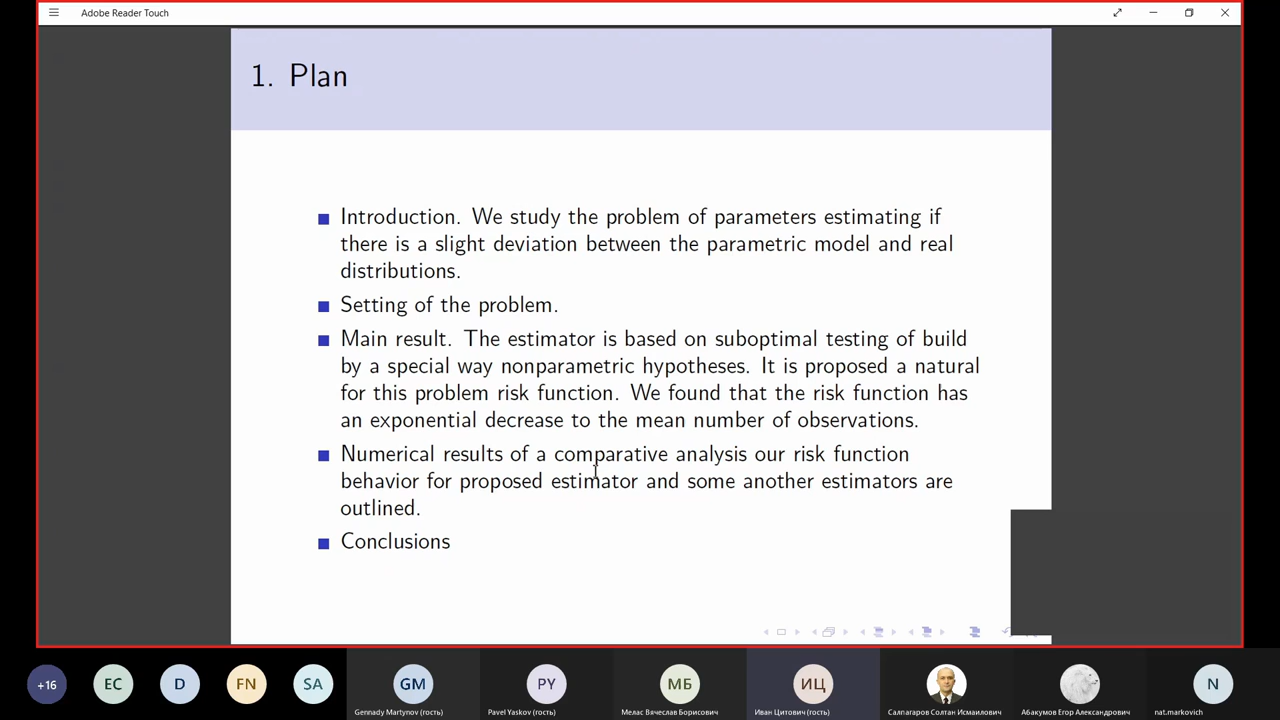 Adobe Reader Touch
1. Plan
Introduction. We study the problem of parameters estimating if
there is a slight deviation between the parametric model and real
distributions.
Setting of the problem.
Main result. The estimator is based on suboptimal testing of build
by a special way nonparametric hypotheses. It is proposed a natural
for this problem risk function. We found that the risk function has
an exponential decrease to the mean number of observations.
Numerical results of a comparative analysis our risk function
behavior for proposed estimator and some another estimators are
outlined.
Conclusions
+16
EC
D
FN
SA
GM
PY
МБ
ИЦ
N
Gennady Martynov (гость)
Pavel Yaskov (гость)
Мелас Вячеслав Борисович
Иван Цитович (гость)
Салпагаров Солтан Исмаилович
Абакумов Егор Александрович
nat.markovich